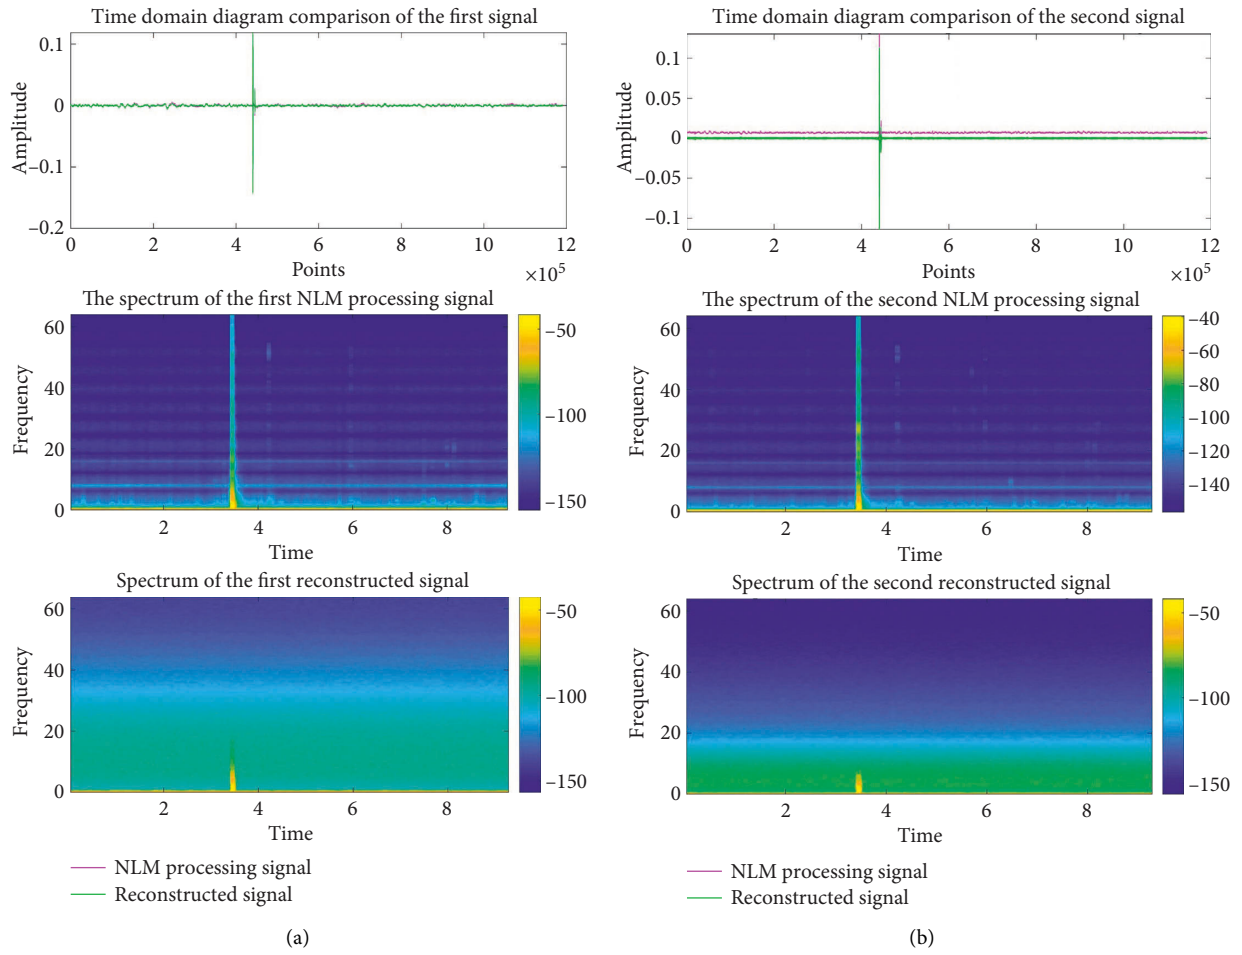 Time domain diagram comparison of the first signal
0.1
0
−0.1
−0.2
Amplitude
0 2 4 6 8 10 12
Points
×10⁵
The spectrum of the first NLM processing signal
60
40
20
0
Frequency
2 4 6 8
Time
−50
−100
−150
Spectrum of the first reconstructed signal
60
40
20
0
Frequency
2 4 6 8
Time
−50
−100
−150
NLM processing signal
Reconstructed signal
(a)
Time domain diagram comparison of the second signal
0.1
0.05
0
−0.05
−0.1
Amplitude
0 2 4 6 8 10 12
Points
×10⁵
The spectrum of the second NLM processing signal
60
40
20
0
Frequency
2 4 6 8
Time
−40
−60
−80
−100
−120
−140
Spectrum of the second reconstructed signal
60
40
20
0
Frequency
2 4 6 8
Time
−50
−100
−150
NLM processing signal
Reconstructed signal
(b)